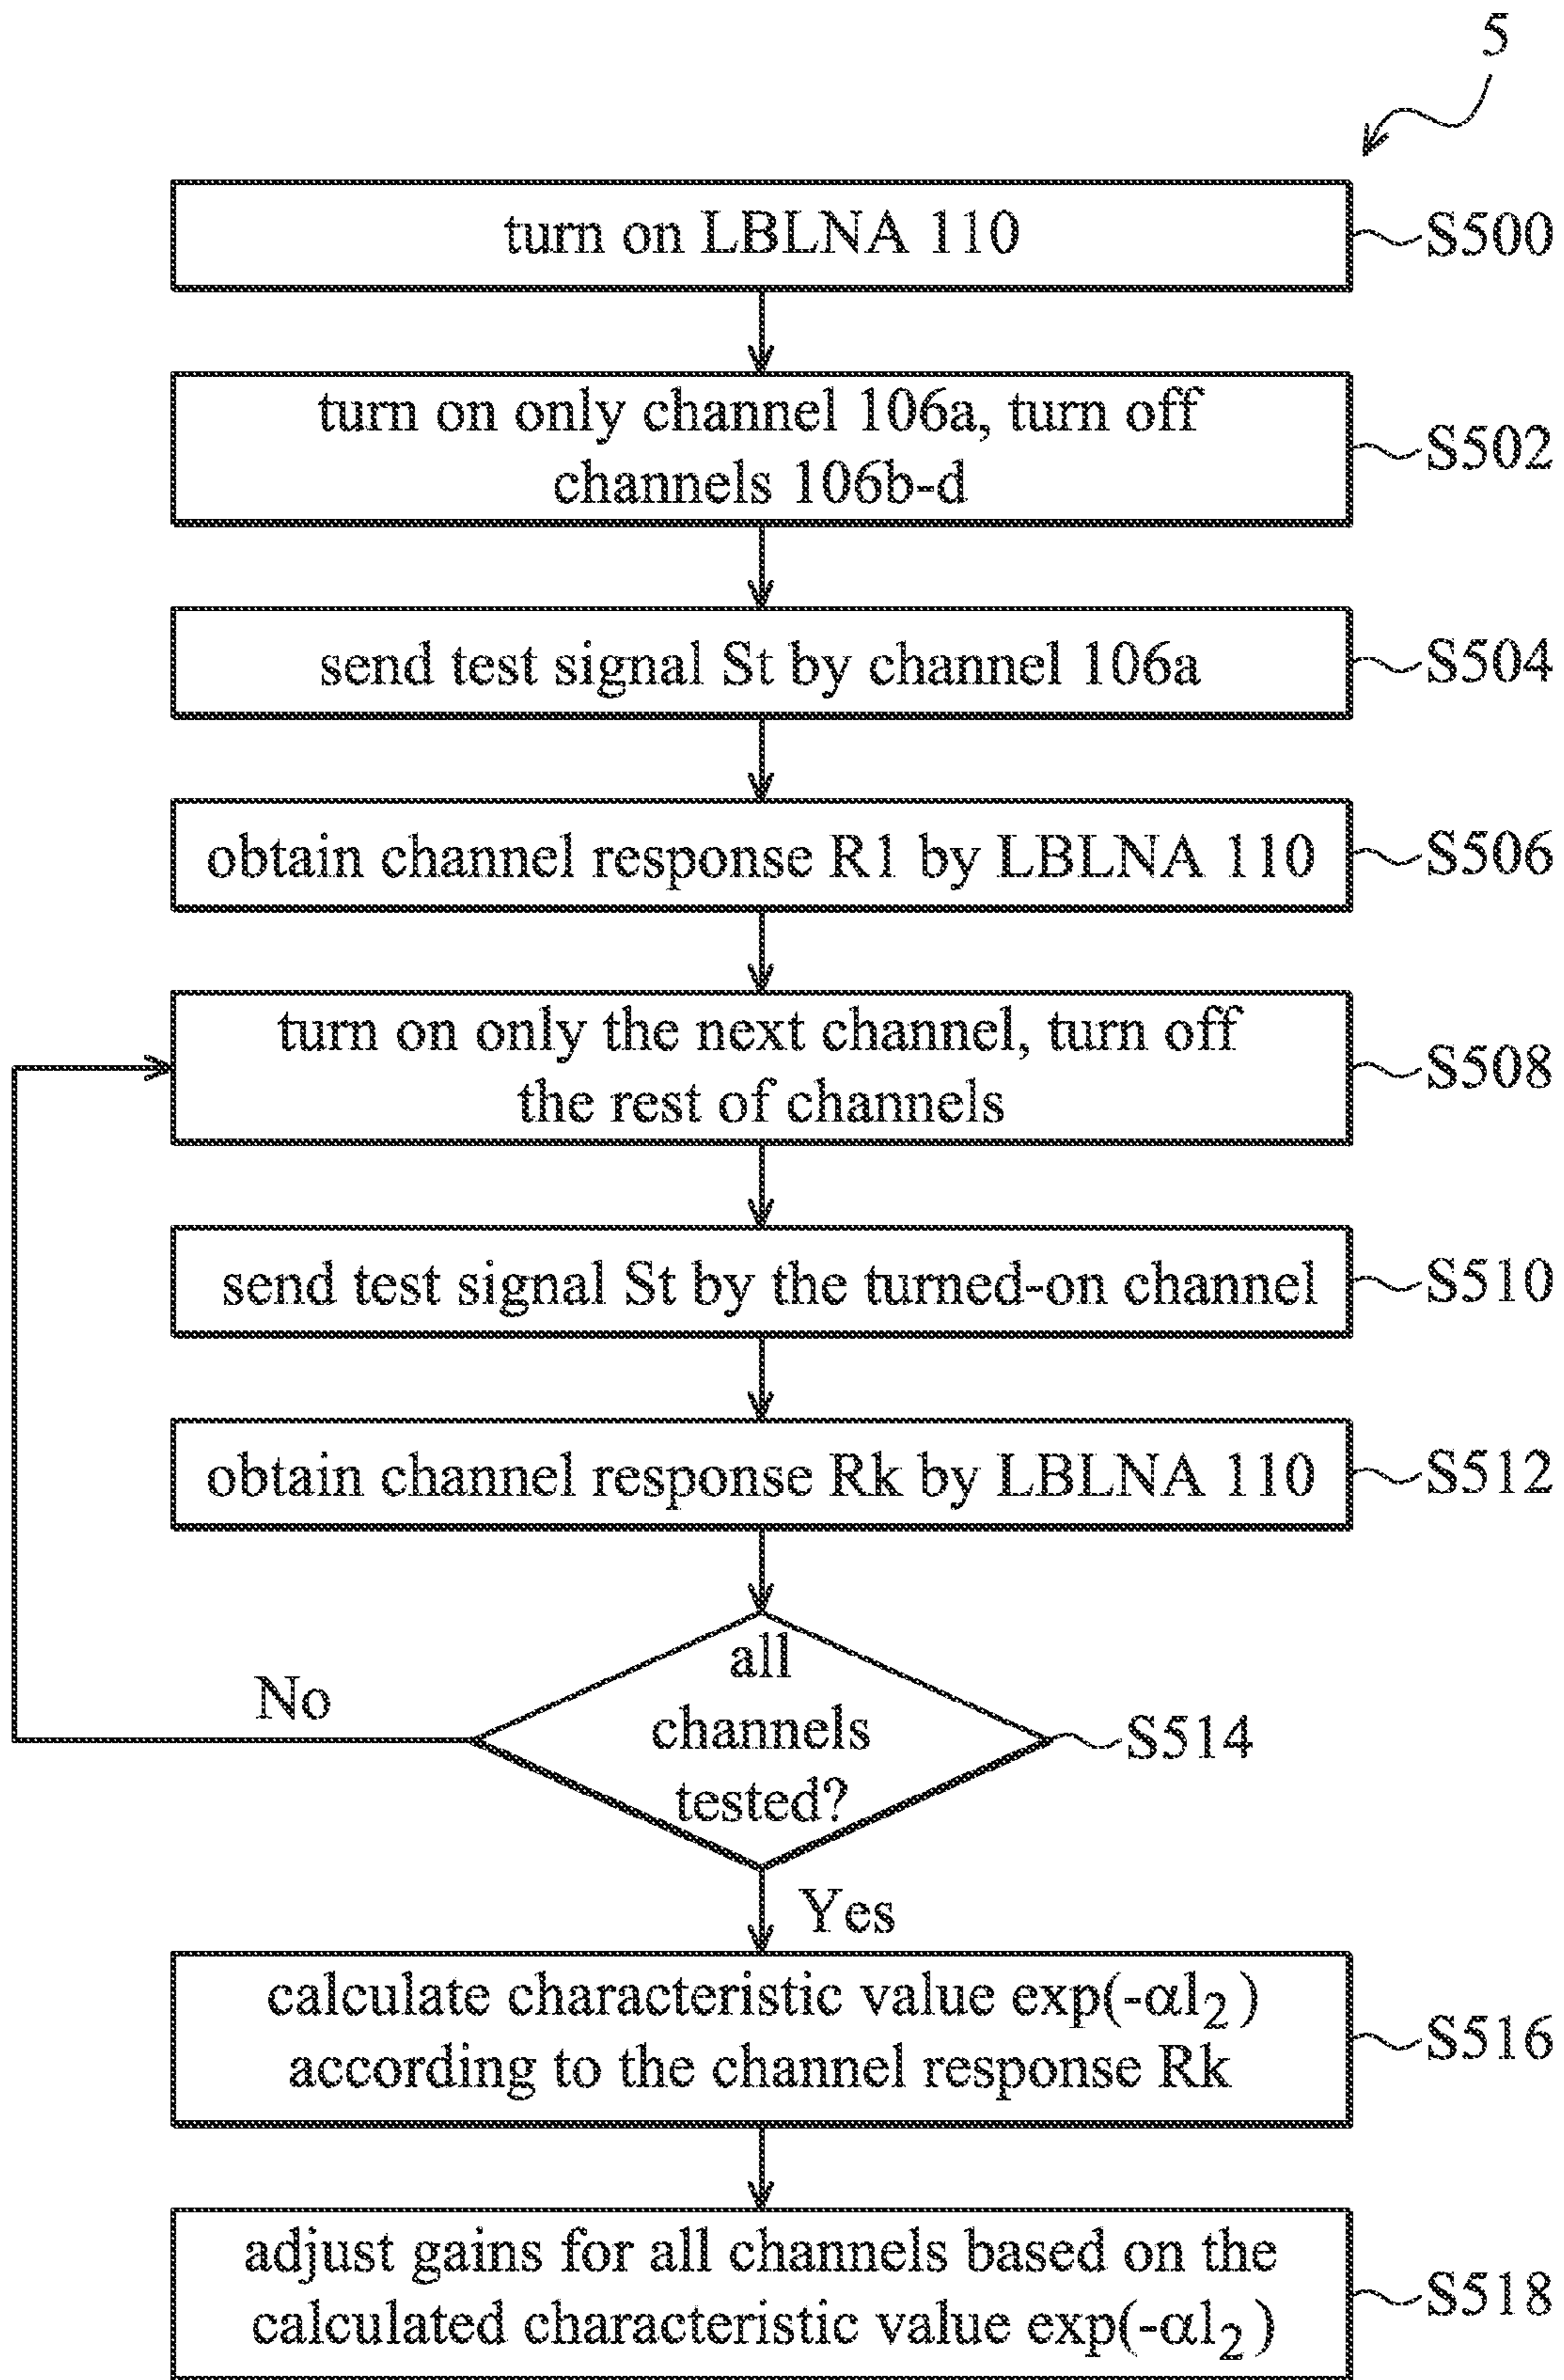 5
turn on LBLNA 110
S500
turn on only channel 106a, turn off
channels 106b-d
S502
send test signal St by channel 106a
S504
obtain channel response R1 by LBLNA 110
S506
turn on only the next channel, turn off
the rest of channels
S508
send test signal St by the turned-on channel
S510
obtain channel response Rk by LBLNA 110
S512
all
channels
tested?
S514
No
Yes
calculate characteristic value exp(-αl₂)
according to the channel response Rk
S516
adjust gains for all channels based on the
calculated characteristic value exp(-αl₂)
S518